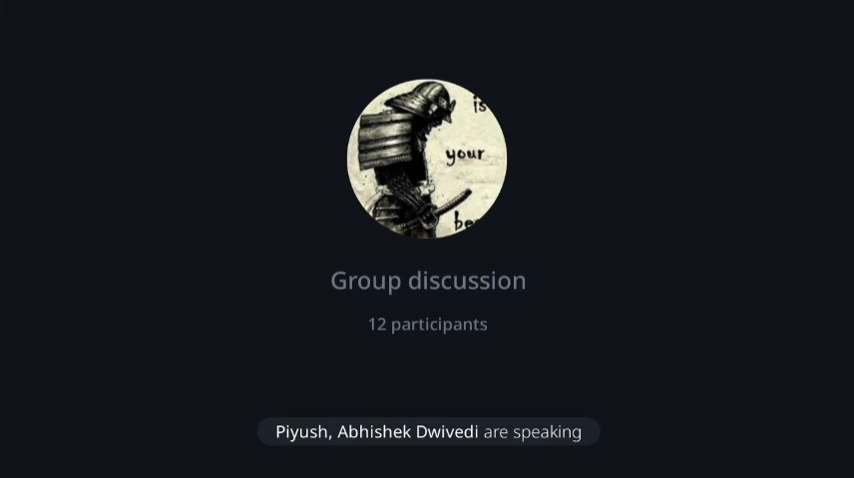 is
your
Group discussion
12 participants
Piyush, Abhishek Dwivedi are speaking